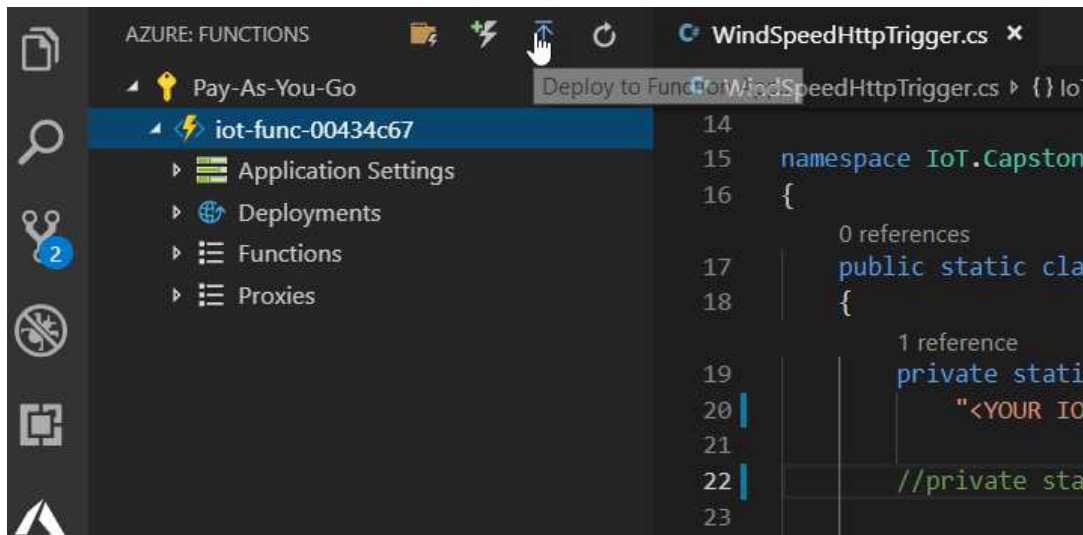 AZURE: FUNCTIONS
Pay-As-You-Go
iot-func-00434c67
Application Settings
Deployments
Functions
Proxies
2
C# WindSpeedHttpTrigger.cs ×
Deploy to
WindSpeedHttpTrigger.cs {} IoT
14
15 namespace IoT.Capston
16 {
0 references
17 public static cla
18 {
1 reference
19 private stati
20 "<YOUR IO
21
22 //private sta
23